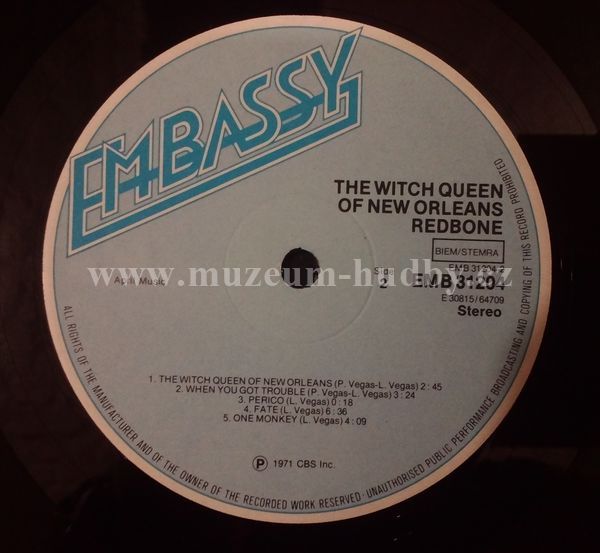 EMBASSY
THE WITCH QUEEN
OF NEW ORLEANS
REDBONE
BIEM/STEMRA
EMB 31204 2
April Music
Side
2
EMB 31204
E 30815/64709
Stereo
www.muzeum-hudby.cz
1. THE WITCH QUEEN OF NEW ORLEANS (P. Vegas-L. Vegas) 2:45
2. WHEN YOU GOT TROUBLE (P. Vegas-L. Vegas) 3:24
3. PERICO (L. Vegas) 0:18
4. FATE (L. Vegas) 6:36
5. ONE MONKEY (L. Vegas) 4:09
Ⓟ 1971 CBS Inc.
ALL RIGHTS OF THE MANUFACTURER AND OF THE OWNER OF THE RECORDED WORK RESERVED · UNAUTHORISED PUBLIC PERFORMANCE BROADCASTING AND COPYING OF THIS RECORD PROHIBITED